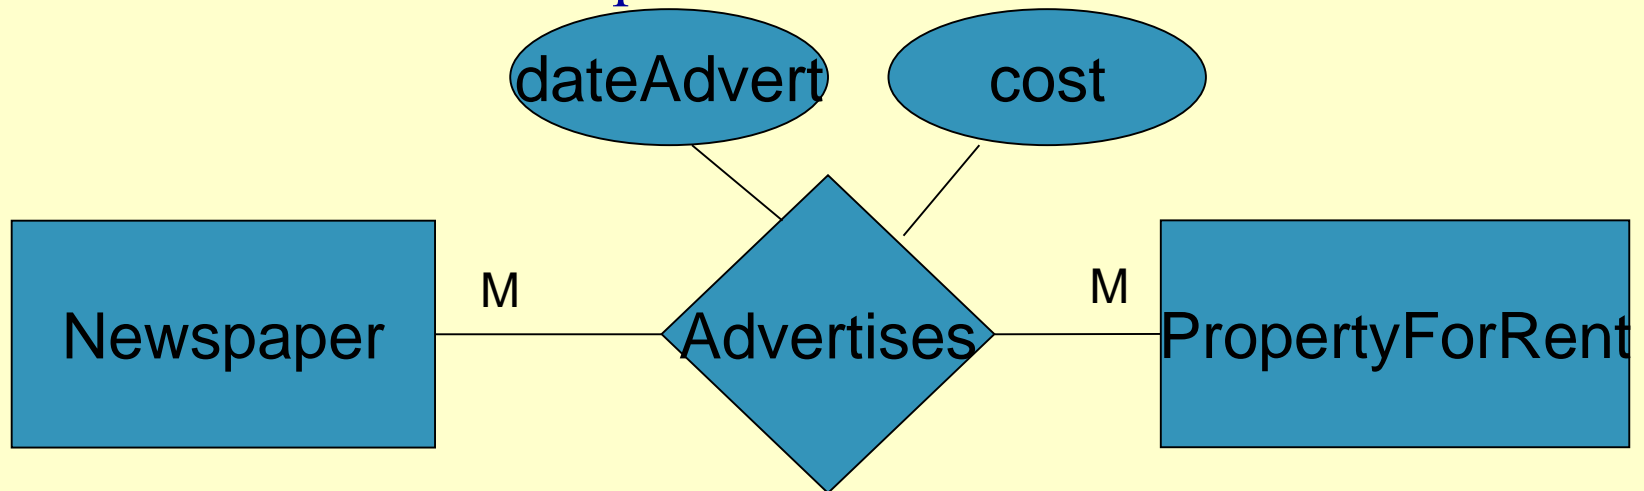 dateAdvert
cost
M
M
Newspaper
Advertises
PropertyForRent